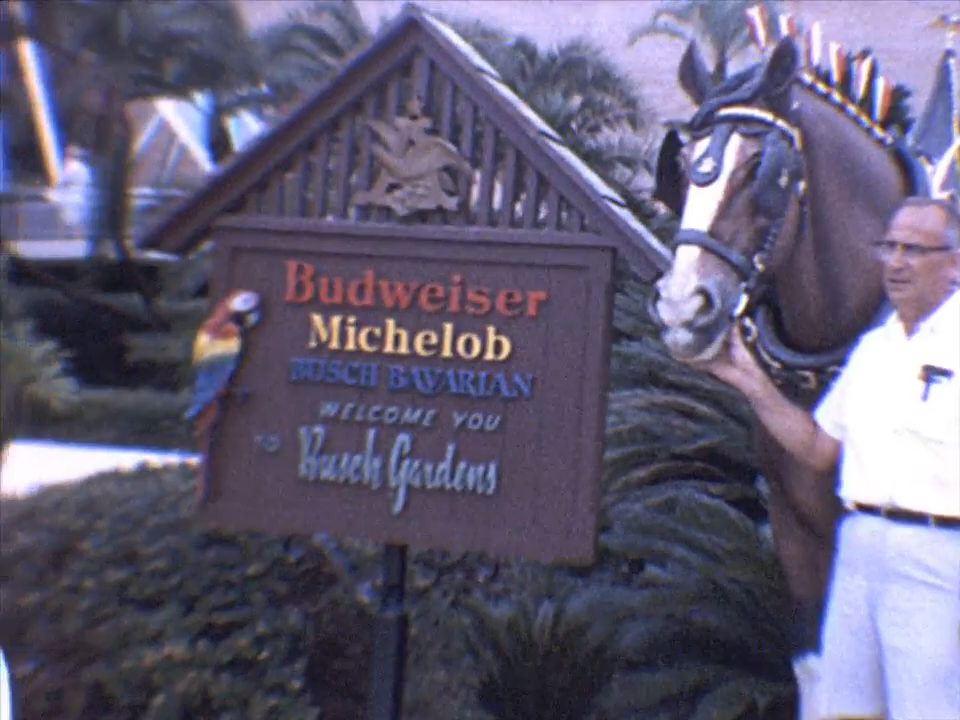 Budweiser
Michelob
BUSCH BAVARIAN
WELCOME YOU
TO Busch Gardens